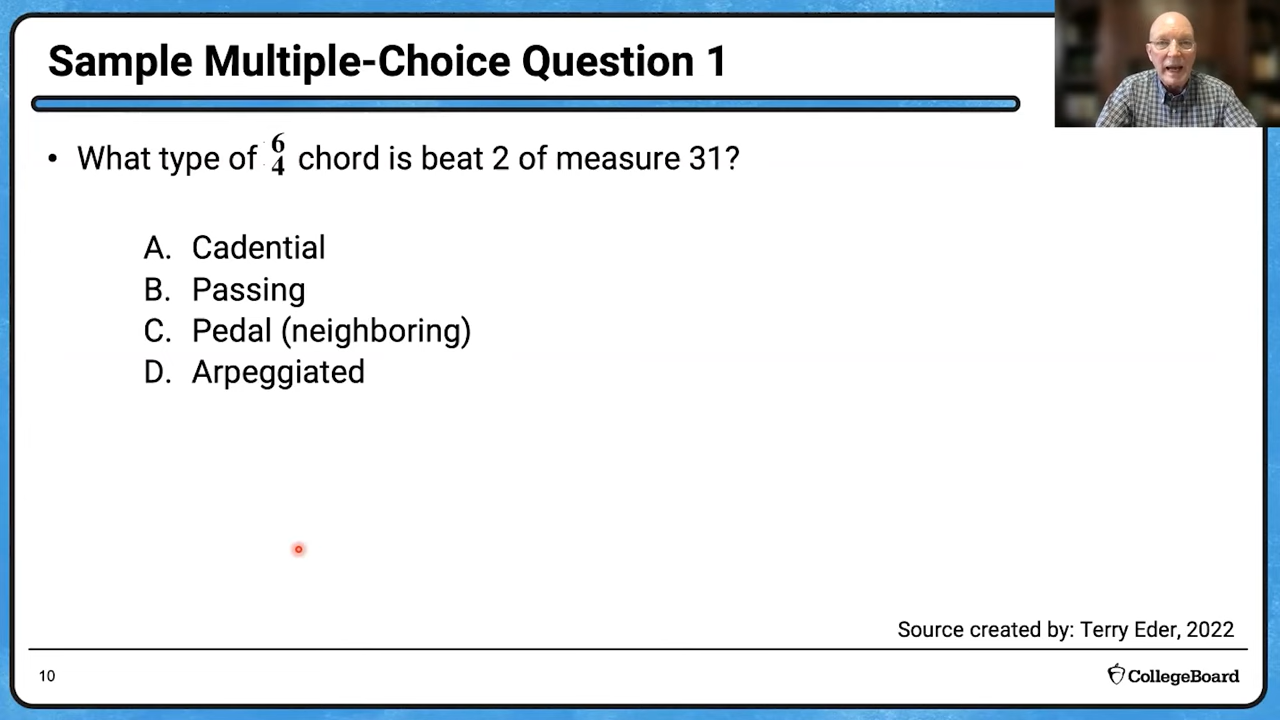 Sample Multiple-Choice Question 1
• What type of 6/4 chord is beat 2 of measure 31?
A. Cadential
B. Passing
C. Pedal (neighboring)
D. Arpeggiated
Source created by: Terry Eder, 2022
10
CollegeBoard